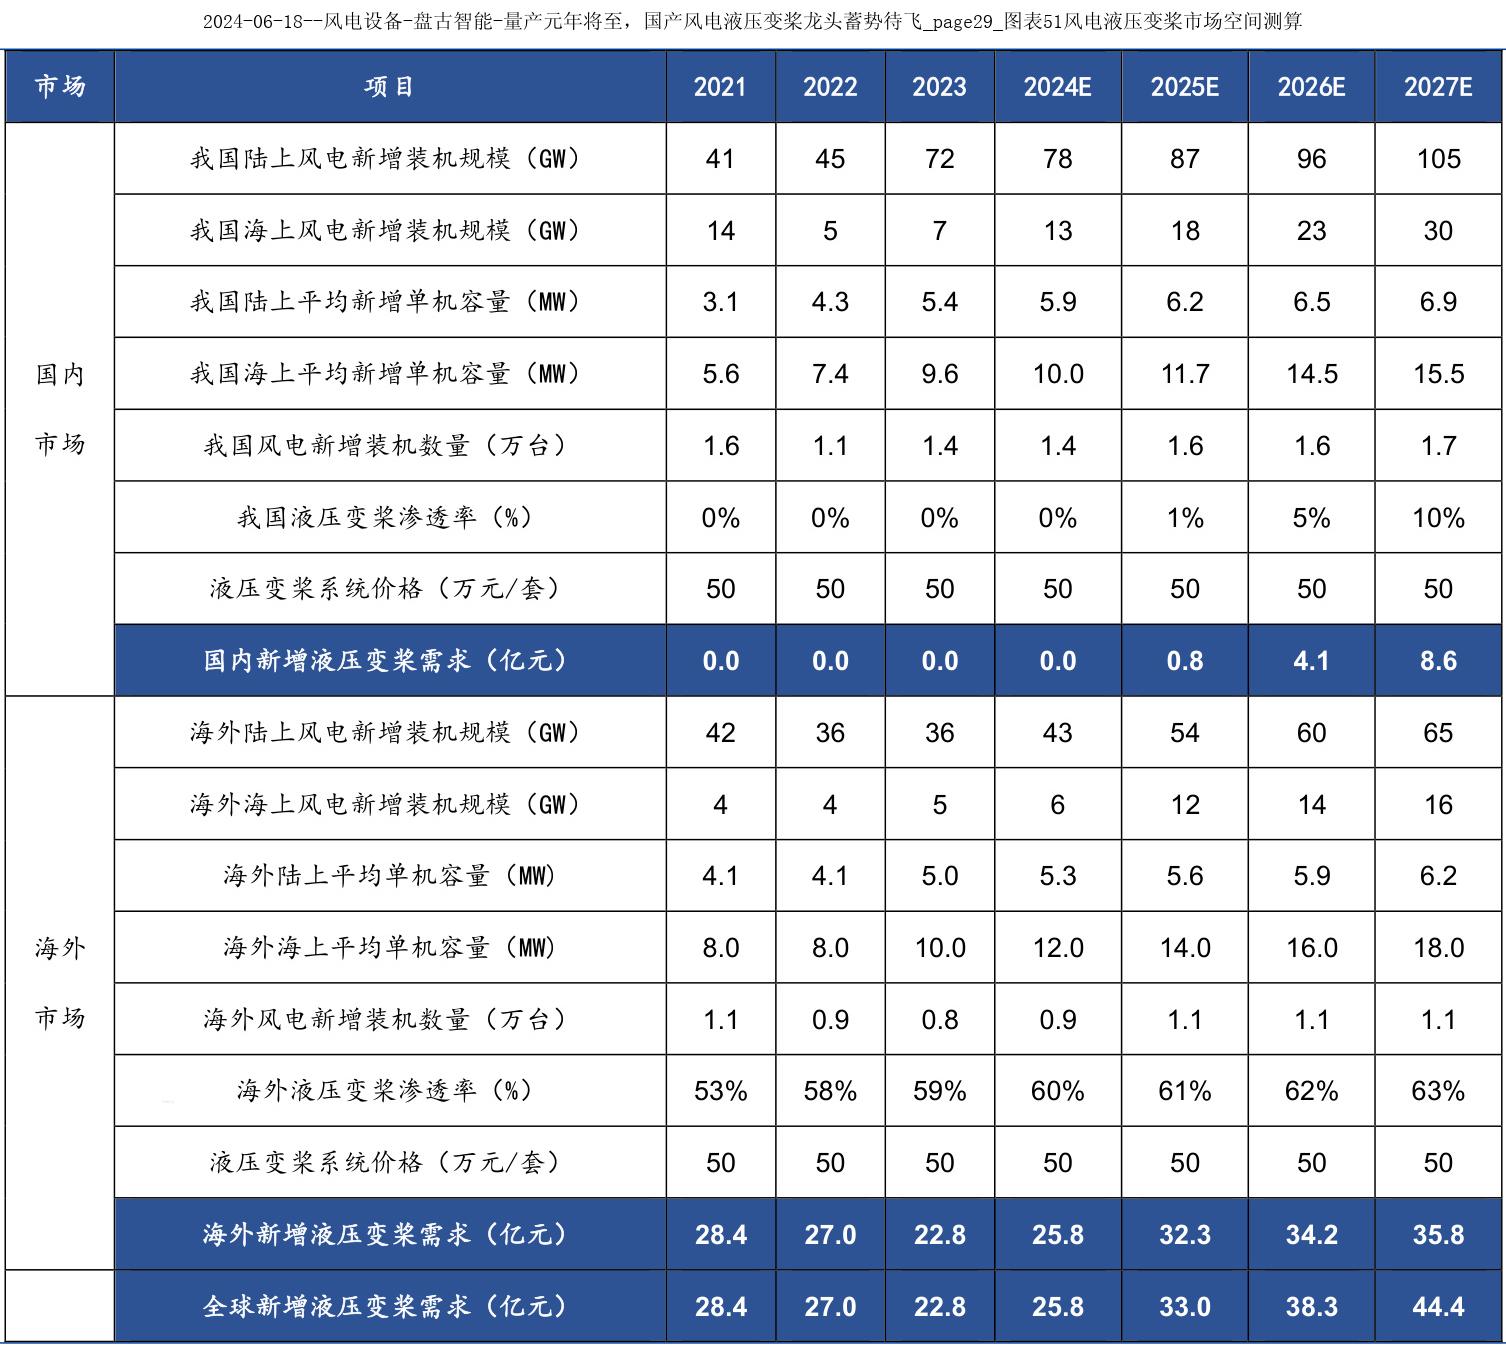 2024-06-18--风电设备-盘古智能-量产元年将至，国产风电液压变桨龙头蓄势待飞_page29_图表51风电液压变桨市场空间测算
市场 项目 2021 2022 2023 2024E 2025E 2026E 2027E
我国陆上风电新增装机规模（GW） 41 45 72 78 87 96 105
我国海上风电新增装机规模（GW） 14 5 7 13 18 23 30
我国陆上平均新增单机容量（MW） 3.1 4.3 5.4 5.9 6.2 6.5 6.9
国内
我国海上平均新增单机容量（MW） 5.6 7.4 9.6 10.0 11.7 14.5 15.5
市场
我国风电新增装机数量（万台） 1.6 1.1 1.4 1.4 1.6 1.6 1.7
我国液压变桨渗透率（%） 0% 0% 0% 0% 1% 5% 10%
液压变桨系统价格（万元/套） 50 50 50 50 50 50 50
国内新增液压变桨需求（亿元） 0.0 0.0 0.0 0.0 0.8 4.1 8.6
海外陆上风电新增装机规模（GW） 42 36 36 43 54 60 65
海外海上风电新增装机规模（GW） 4 4 5 6 12 14 16
海外陆上平均单机容量（MW） 4.1 4.1 5.0 5.3 5.6 5.9 6.2
海外
海外海上平均单机容量（MW） 8.0 8.0 10.0 12.0 14.0 16.0 18.0
市场
海外风电新增装机数量（万台） 1.1 0.9 0.8 0.9 1.1 1.1 1.1
海外液压变桨渗透率（%） 53% 58% 59% 60% 61% 62% 63%
液压变桨系统价格（万元/套） 50 50 50 50 50 50 50
海外新增液压变桨需求（亿元） 28.4 27.0 22.8 25.8 32.3 34.2 35.8
全球新增液压变桨需求（亿元） 28.4 27.0 22.8 25.8 33.0 38.3 44.4